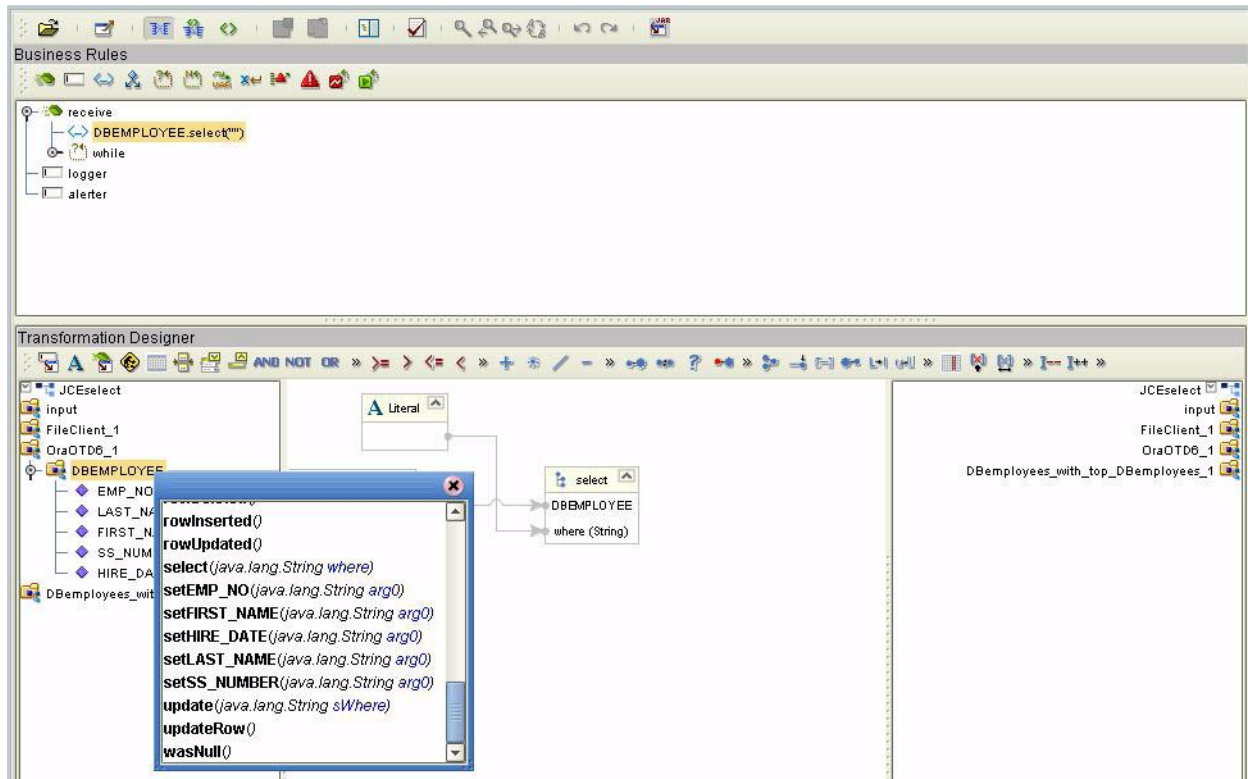 JAR
Business Rules
receive
DBEMPLOYEE.select("")
while
logger
alerter
Transformation Designer
A AND NOT OR » >= > <= < » + / - » ? » » I-- I++ »
JCEselect
input
FileClient_1
OraOTD6_1
DBEMPLOYEE
EMP_NO
LAST_NA
FIRST_N
SS_NUM
HIRE_DA
DBemployees_wit
A Literal
select
DBEMPLOYEE
where (String)
rowInserted()
rowUpdated()
select(java.lang.String where)
setEMP_NO(java.lang.String arg0)
setFIRST_NAME(java.lang.String arg0)
setHIRE_DATE(java.lang.String arg0)
setLAST_NAME(java.lang.String arg0)
setSS_NUMBER(java.lang.String arg0)
update(java.lang.String sWhere)
updateRow()
wasNull()
JCEselect
input
FileClient_1
OraOTD6_1
DBemployees_with_top_DBemployees_1